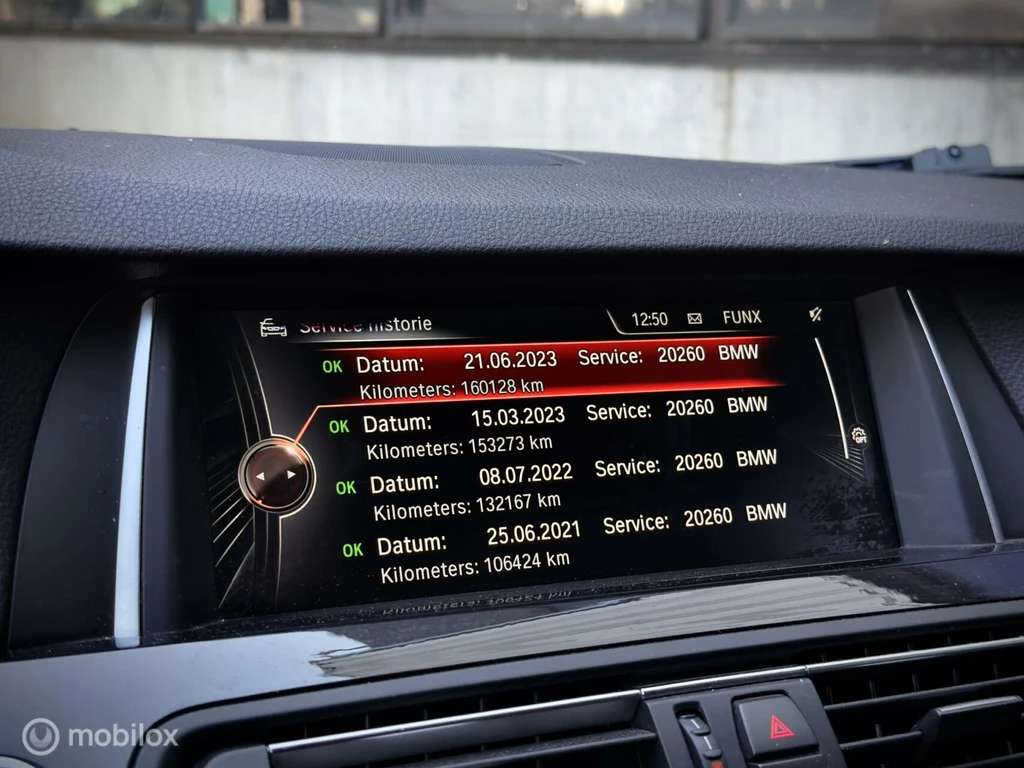 Service historie 12:50 FUNX
OK Datum: 21.06.2023 Service: 20260 BMW
Kilometers: 160128 km
OK Datum: 15.03.2023 Service: 20260 BMW
Kilometers: 153273 km
OK Datum: 08.07.2022 Service: 20260 BMW
Kilometers: 132167 km
OK Datum: 25.06.2021 Service: 20260 BMW
Kilometers: 106424 km
mobilox